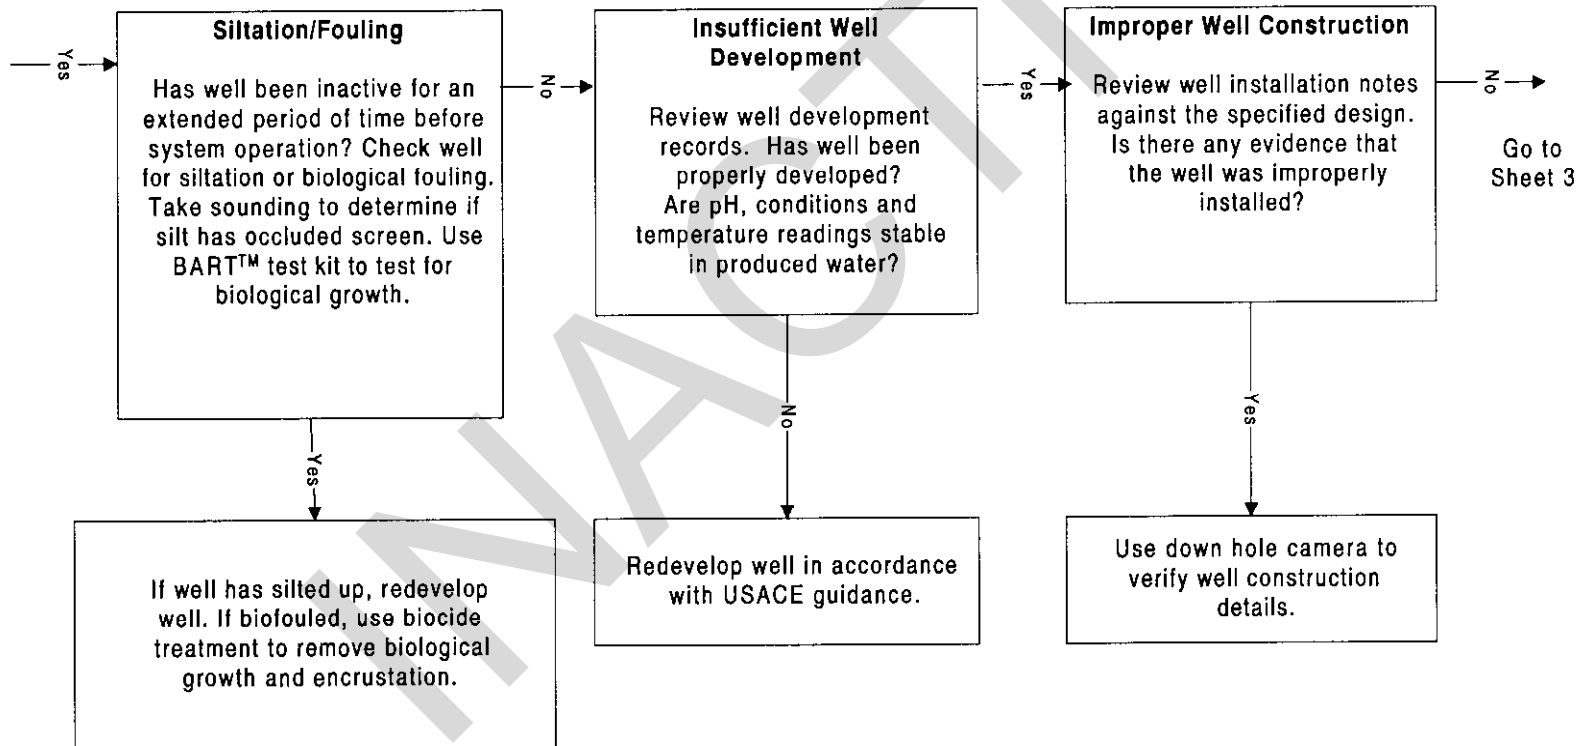 Yes
Siltation/Fouling
Has well been inactive for an
extended period of time before
system operation? Check well
for siltation or biological fouling.
Take sounding to determine if
silt has occluded screen. Use
BART™ test kit to test for
biological growth.
No
Insufficient Well
Development
Review well development
records. Has well been
properly developed?
Are pH, conditions and
temperature readings stable
in produced water?
Yes
Improper Well Construction
Review well installation notes
against the specified design.
Is there any evidence that
the well was improperly
installed?
No
Go to
Sheet 3
Yes
If well has silted up, redevelop
well. If biofouled, use biocide
treatment to remove biological
growth and encrustation.
No
Redevelop well in accordance
with USACE guidance.
Yes
Use down hole camera to
verify well construction
details.
INACTI